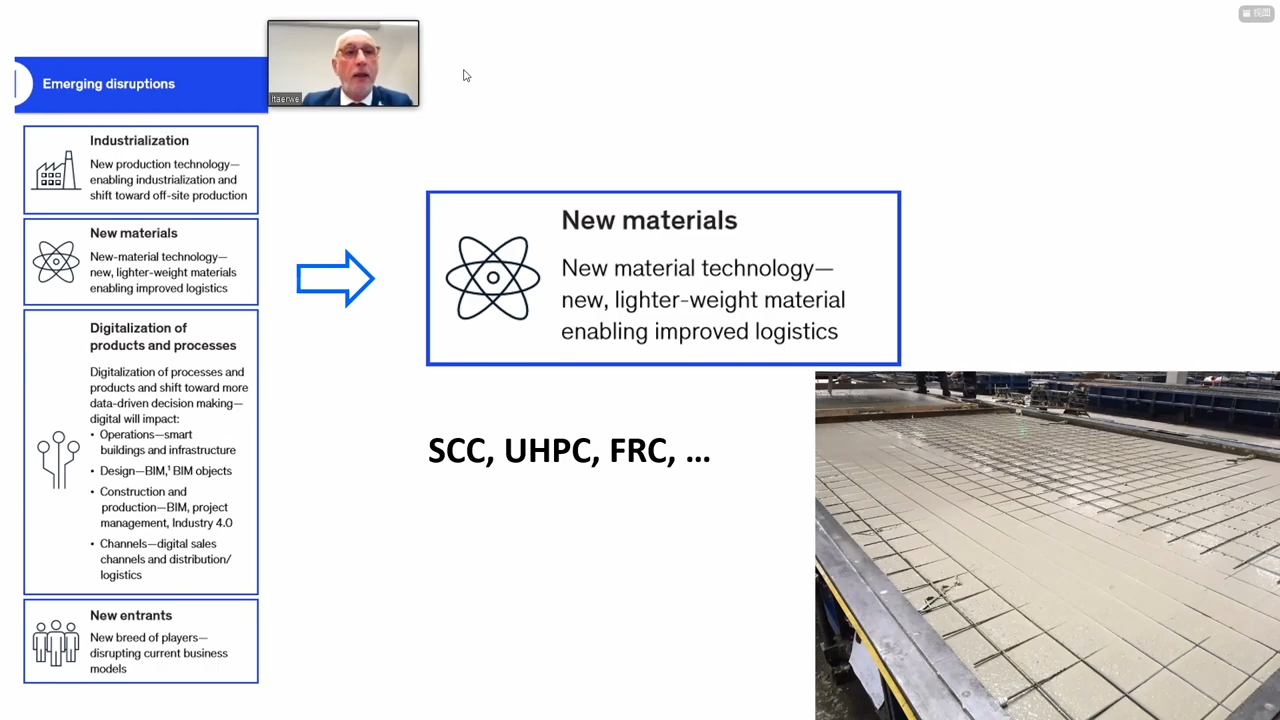 视图
Emerging disruptions
Itaerwe
Industrialization
New production technology—
enabling industrialization and
shift toward off-site production
New materials
New-material technology—
new, lighter-weight materials
enabling improved logistics
Digitalization of
products and processes
Digitalization of processes and
products and shift toward more
data-driven decision making—
digital will impact:
• Operations—smart
buildings and infrastructure
• Design—BIM,¹ BIM objects
• Construction and
production—BIM, project
management, Industry 4.0
• Channels—digital sales
channels and distribution/
logistics
New entrants
New breed of players—
disrupting current business
models
New materials
New material technology—
new, lighter-weight material
enabling improved logistics
SCC, UHPC, FRC, ...